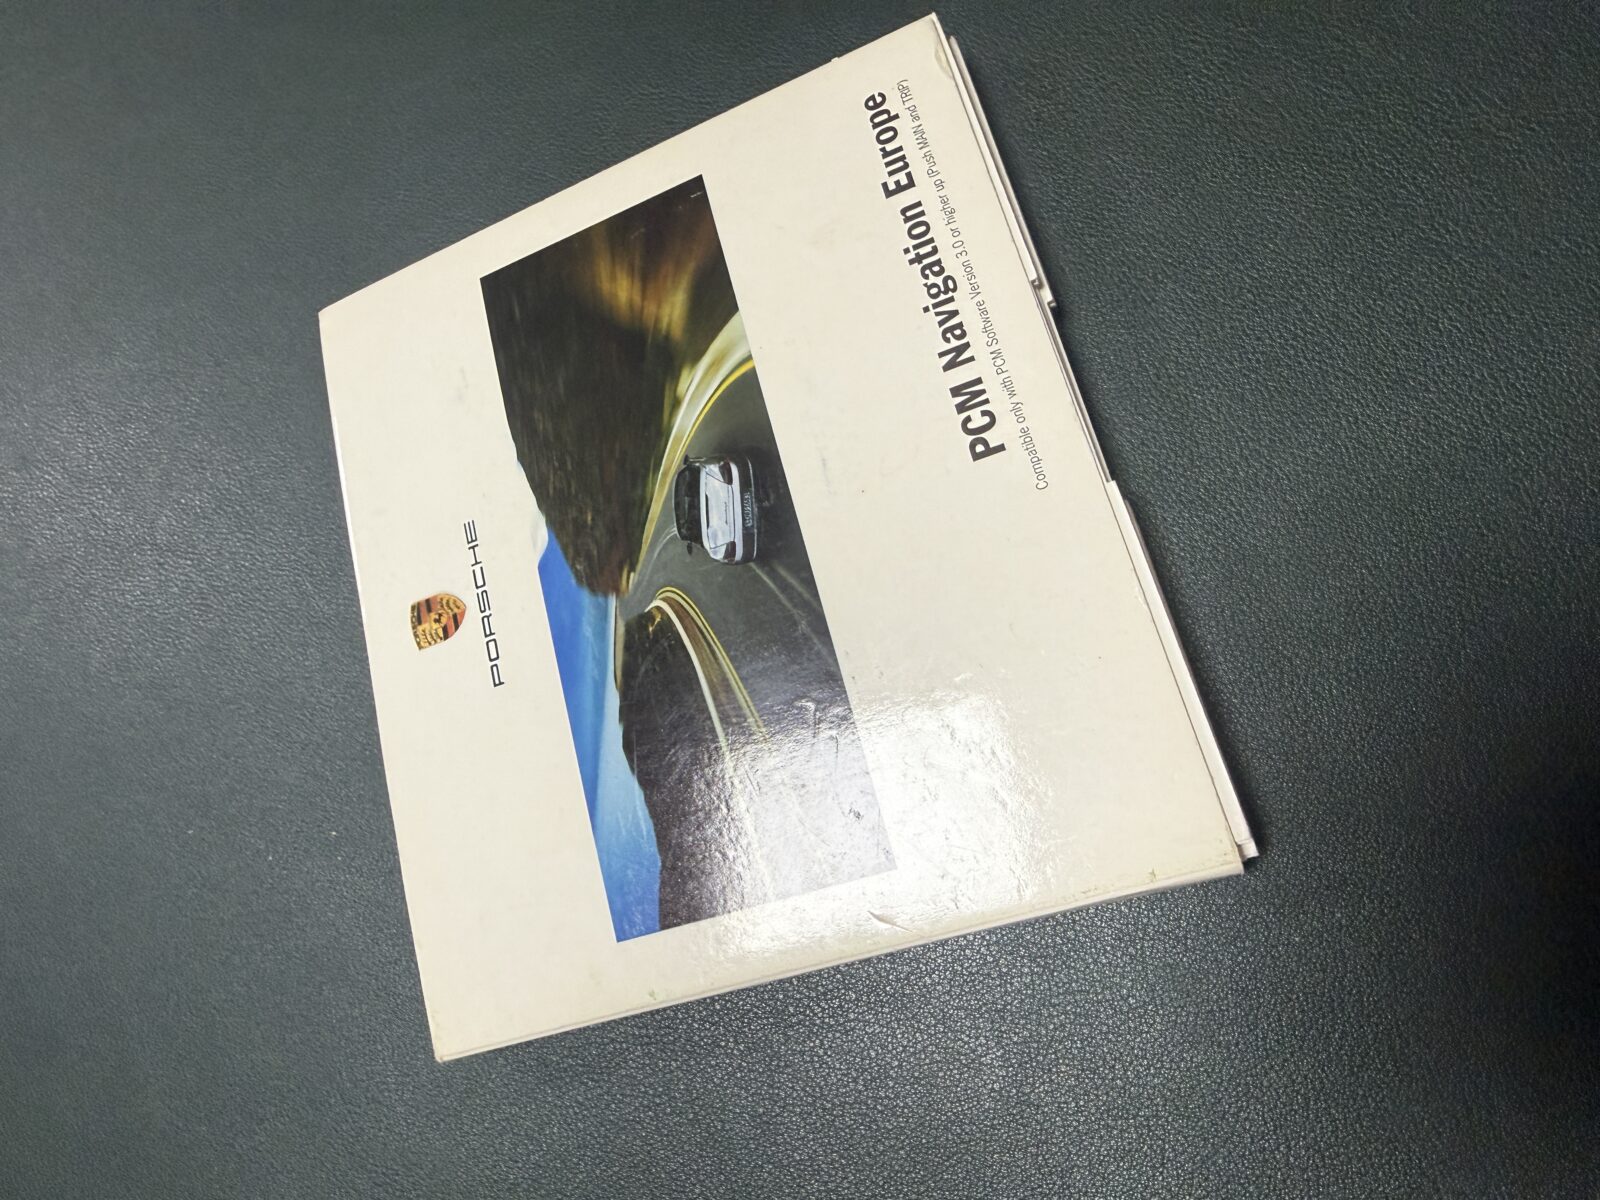 PORSCHE
PCM Navigation Europe
Compatible only with PCM Software Version 3.0 or higher up (Push MAIN and TRIP)